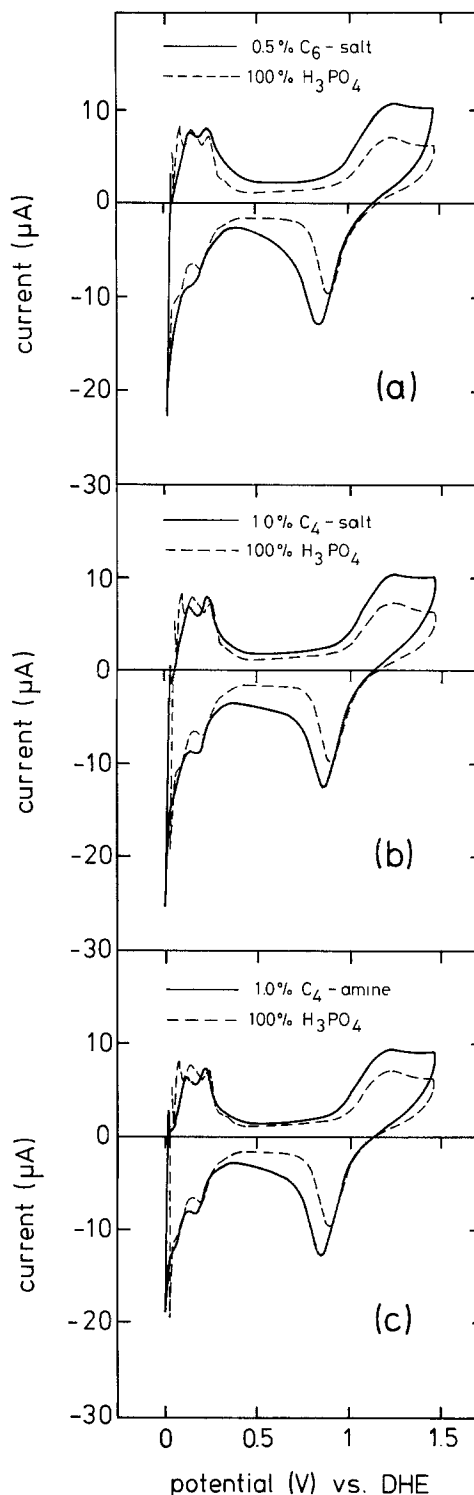 0.5% C6-salt
100% H3PO4
10
0
-10
-20
-30
current (µA)
(a)
1.0% C4-salt
100% H3PO4
10
0
-10
-20
-30
current (µA)
(b)
1.0% C4-amine
100% H3PO4
10
0
-10
-20
-30
current (µA)
(c)
0 0.5 1 1.5
potential (V) vs. DHE